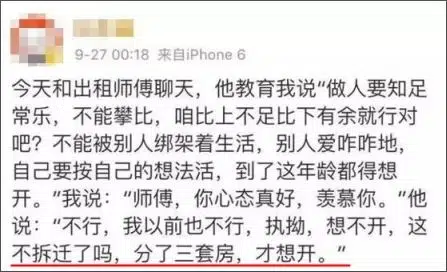 9-27 00:18 来自iPhone 6
今天和出租师傅聊天，他教育我说“做人要知足
常乐，不能攀比，咱比上不足比下有余就行对
吧？不能被别人绑架着生活，别人爱咋咋地，
自己要按自己的想法活，到了这年龄都得想
开。”我说：“师傅，你心态真好，羡慕你。”他
说：“不行，我以前也不行，执拗，想不开，这
不拆迁了吗，分了三套房，才想开。”